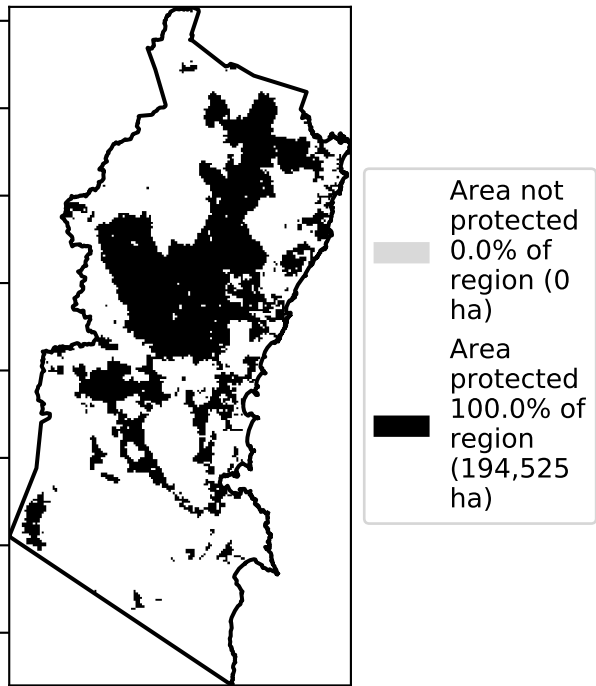 Area not
protected
0.0% of
region (0
ha)
Area
protected
100.0% of
region
(194,525
ha)